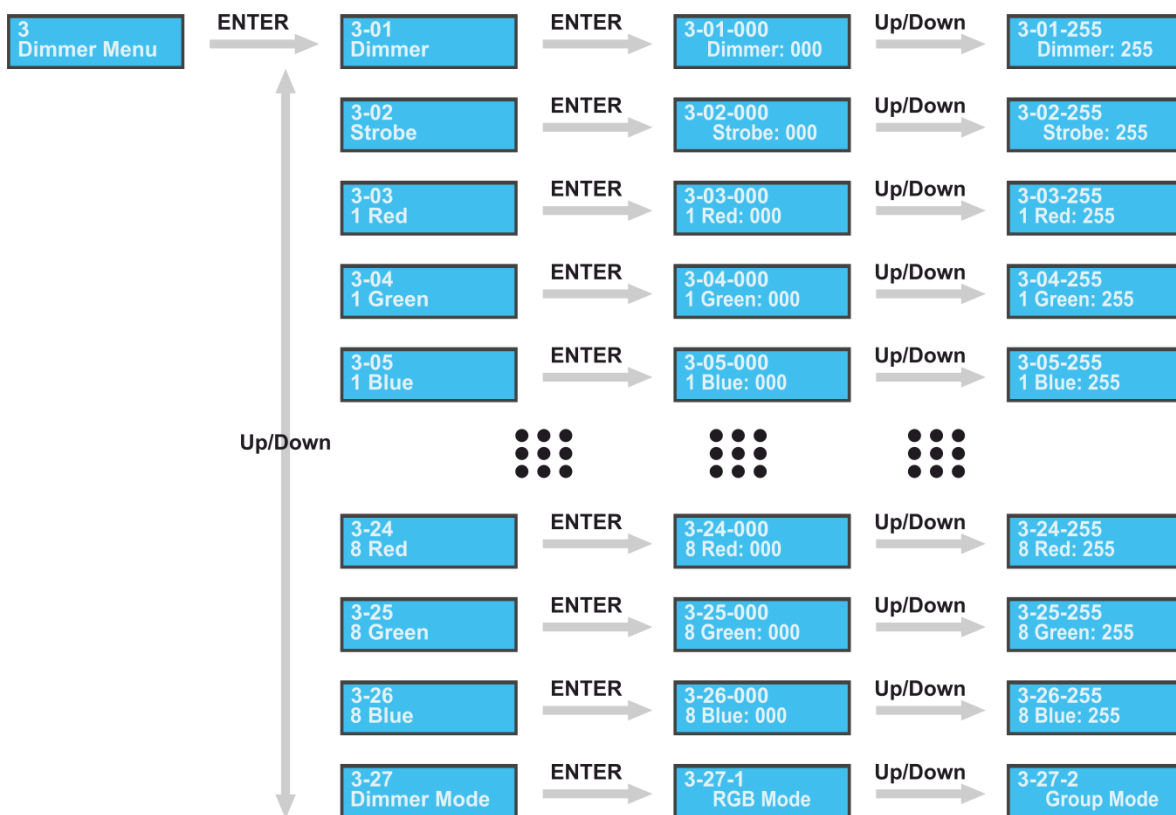 3
Dimmer Menu
ENTER
3-01
Dimmer
ENTER
3-01-000
Dimmer: 000
Up/Down
3-01-255
Dimmer: 255
3-02
Strobe
ENTER
3-02-000
Strobe: 000
Up/Down
3-02-255
Strobe: 255
3-03
1 Red
ENTER
3-03-000
1 Red: 000
Up/Down
3-03-255
1 Red: 255
3-04
1 Green
ENTER
3-04-000
1 Green: 000
Up/Down
3-04-255
1 Green: 255
3-05
1 Blue
ENTER
3-05-000
1 Blue: 000
Up/Down
3-05-255
1 Blue: 255
Up/Down
3-24
8 Red
ENTER
3-24-000
8 Red: 000
Up/Down
3-24-255
8 Red: 255
3-25
8 Green
ENTER
3-25-000
8 Green: 000
Up/Down
3-25-255
8 Green: 255
3-26
8 Blue
ENTER
3-26-000
8 Blue: 000
Up/Down
3-26-255
8 Blue: 255
3-27
Dimmer Mode
ENTER
3-27-1
RGB Mode
Up/Down
3-27-2
Group Mode